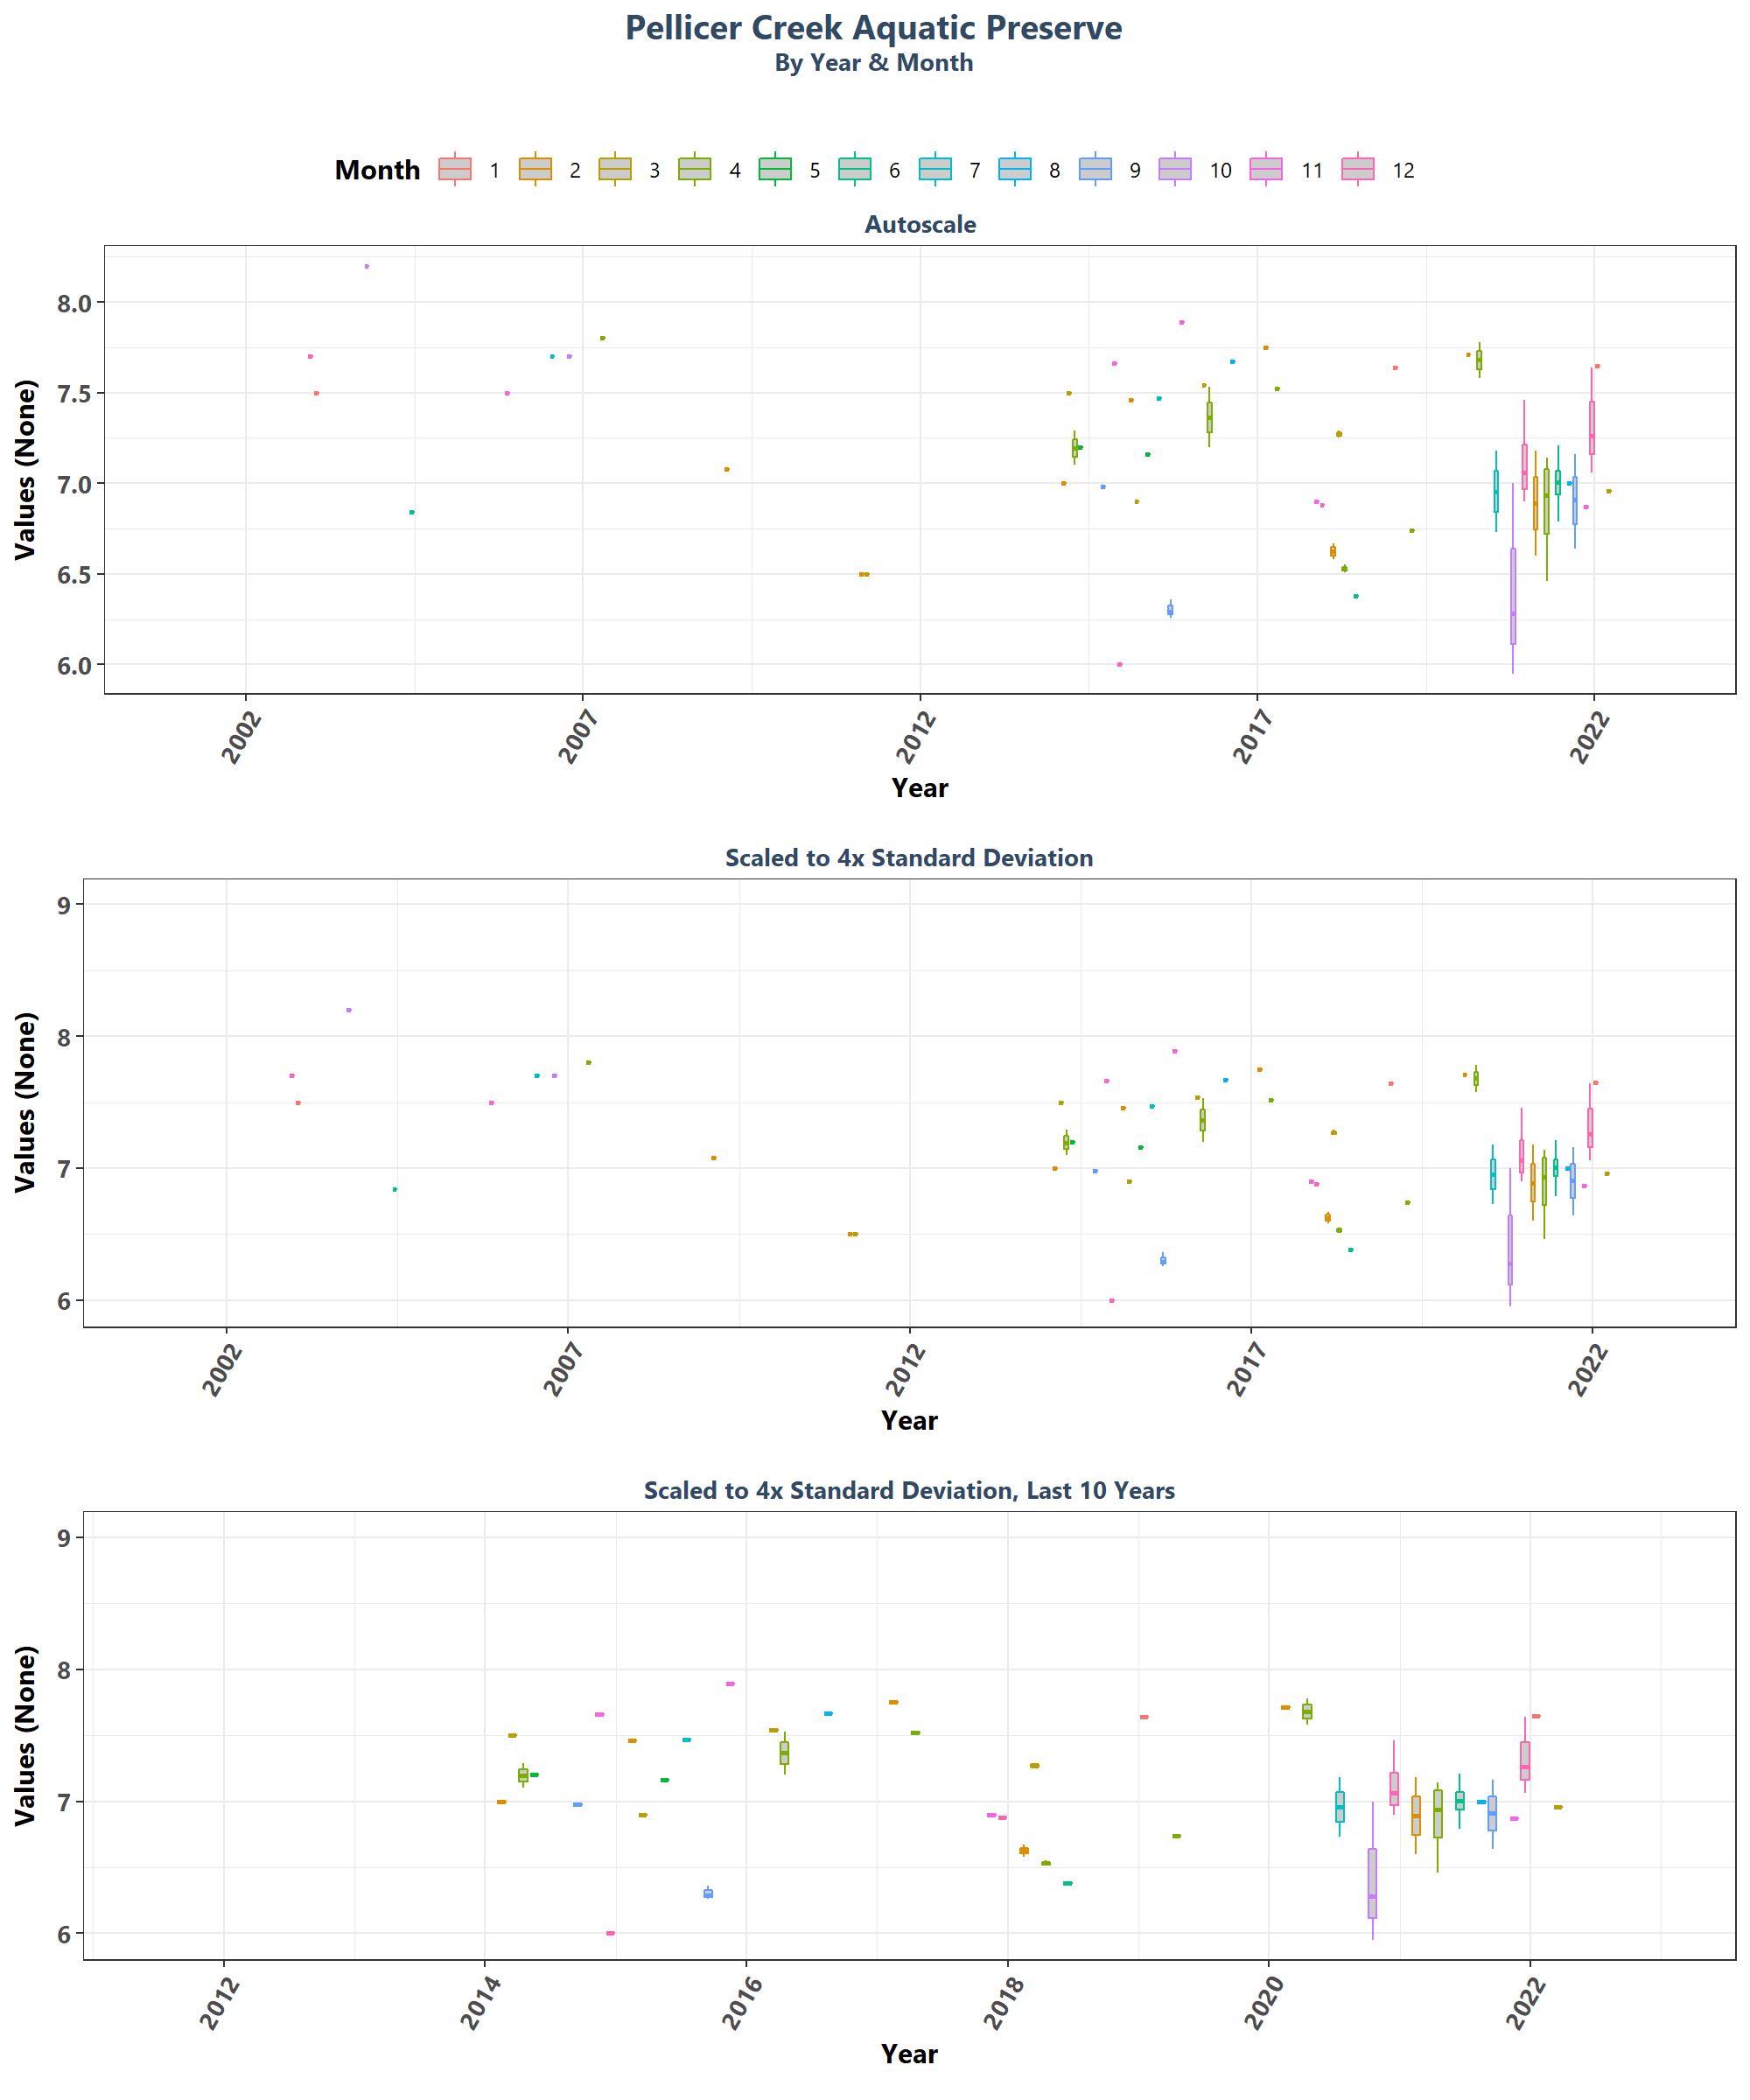 Pellicer Creek Aquatic Preserve
By Year & Month
Month 1 2 3 4 5 6 7 8 9 10 11 12
Autoscale
Values (None)
8.0
7.5
7.0
6.5
6.0
2002 2007 2012 2017 2022
Year
Scaled to 4x Standard Deviation
Values (None)
9
8
7
6
2002 2007 2012 2017 2022
Year
Scaled to 4x Standard Deviation, Last 10 Years
Values (None)
9
8
7
6
2012 2014 2016 2018 2020 2022
Year